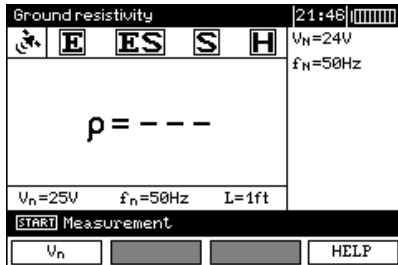 Ground resistivity 21:46
E ES S H VN=24V
fN=50Hz
ρ=---
Vn=25V fn=50Hz L=1ft
START Measurement
Vn HELP